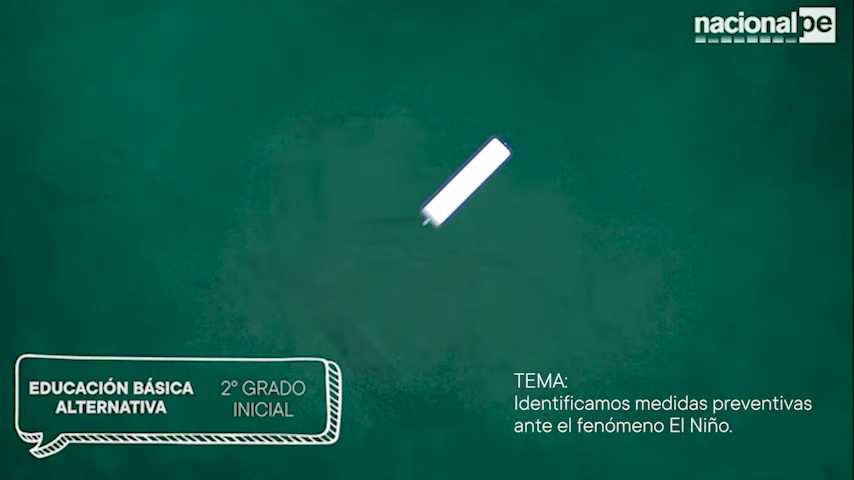 nacionalpe
EDUCACIÓN BÁSICA
ALTERNATIVA
2° GRADO
INICIAL
TEMA:
Identificamos medidas preventivas
ante el fenómeno El Niño.